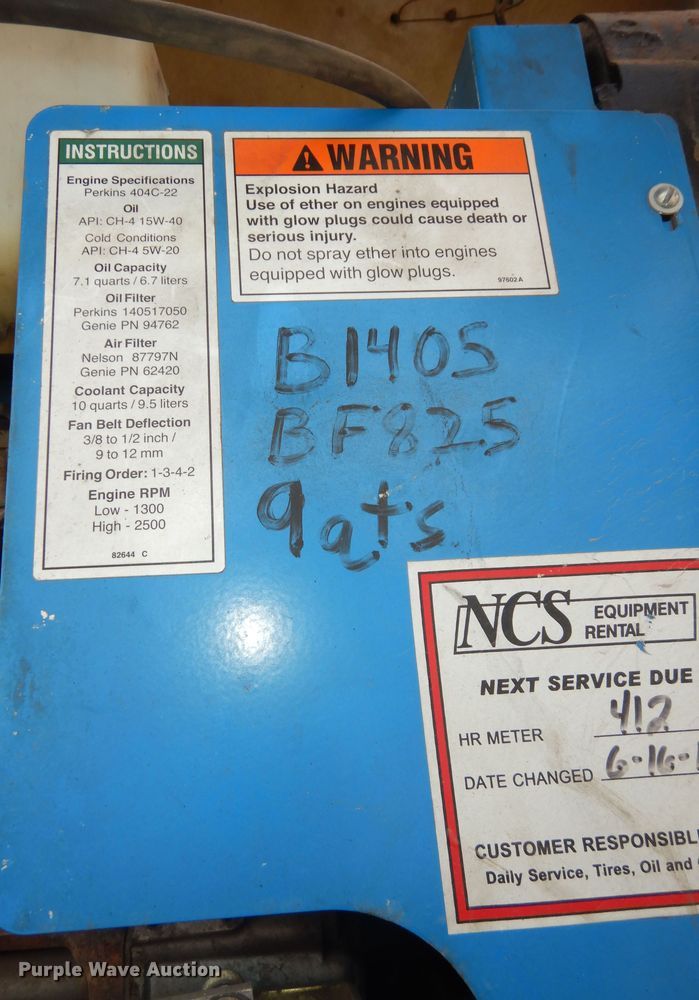 INSTRUCTIONS
Engine Specifications
Perkins 404C-22
Oil
API: CH-4 15W-40
Cold Conditions
API: CH-4 5W-20
Oil Capacity
7.1 quarts / 6.7 liters
Oil Filter
Perkins 140517050
Genie PN 94762
Air Filter
Nelson 87797N
Genie PN 62420
Coolant Capacity
10 quarts / 9.5 liters
Fan Belt Deflection
3/8 to 1/2 inch /
9 to 12 mm
Firing Order: 1-3-4-2
Engine RPM
Low - 1300
High - 2500
82644 C
WARNING
Explosion Hazard
Use of ether on engines equipped
with glow plugs could cause death or
serious injury.
Do not spray ether into engines
equipped with glow plugs.
97602 A
B1405
BF825
9 qt's
NCS EQUIPMENT
RENTAL
NEXT SERVICE DUE
HR METER 412
DATE CHANGED 6-16-1
CUSTOMER RESPONSIBL
Daily Service, Tires, Oil and
Purple Wave Auction